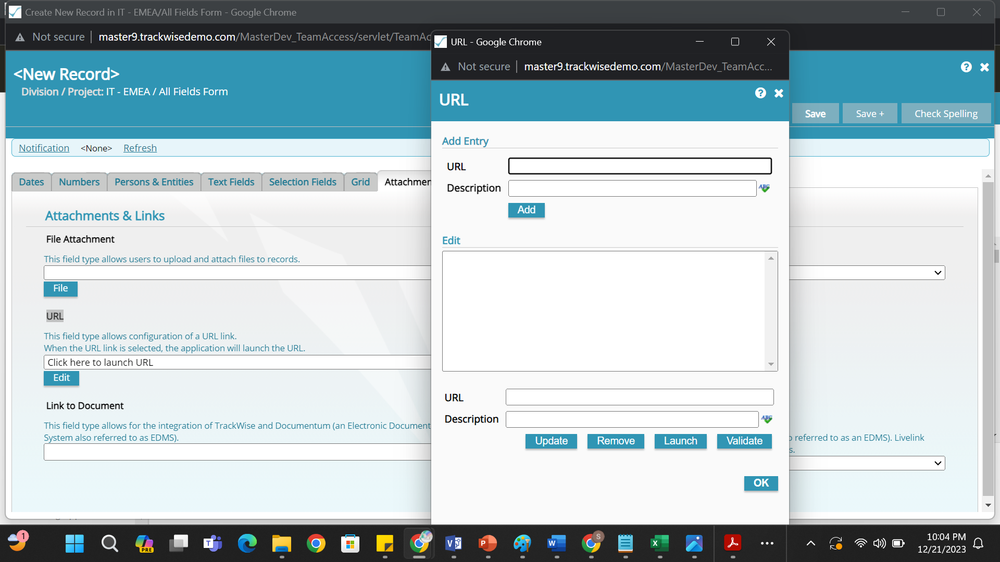 Create New Record in IT - EMEA/All Fields Form - Google Chrome
Not secure master9.trackwisedemo.com/MasterDev_TeamAccess/servlet/TeamAc
<New Record>
Division / Project: IT - EMEA / All Fields Form
Save Save + Check Spelling
Notification <None> Refresh
Dates Numbers Persons & Entities Text Fields Selection Fields Grid Attachmen
Attachments & Links
File Attachment
This field type allows users to upload and attach files to records.
File
URL
This field type allows configuration of a URL link.
When the URL link is selected, the application will launch the URL.
Click here to launch URL
Edit
Link to Document
This field type allows for the integration of TrackWise and Documentum (an Electronic Document
System also referred to as EDMS).
referred to as an EDMS). Livelink
s.
URL - Google Chrome
Not secure master9.trackwisedemo.com/MasterDev_TeamAcc...
URL
Add Entry
URL
Description
ABC
Add
Edit
URL
Description
ABC
Update Remove Launch Validate
OK
1
PRE
S
10:04 PM
12/21/2023